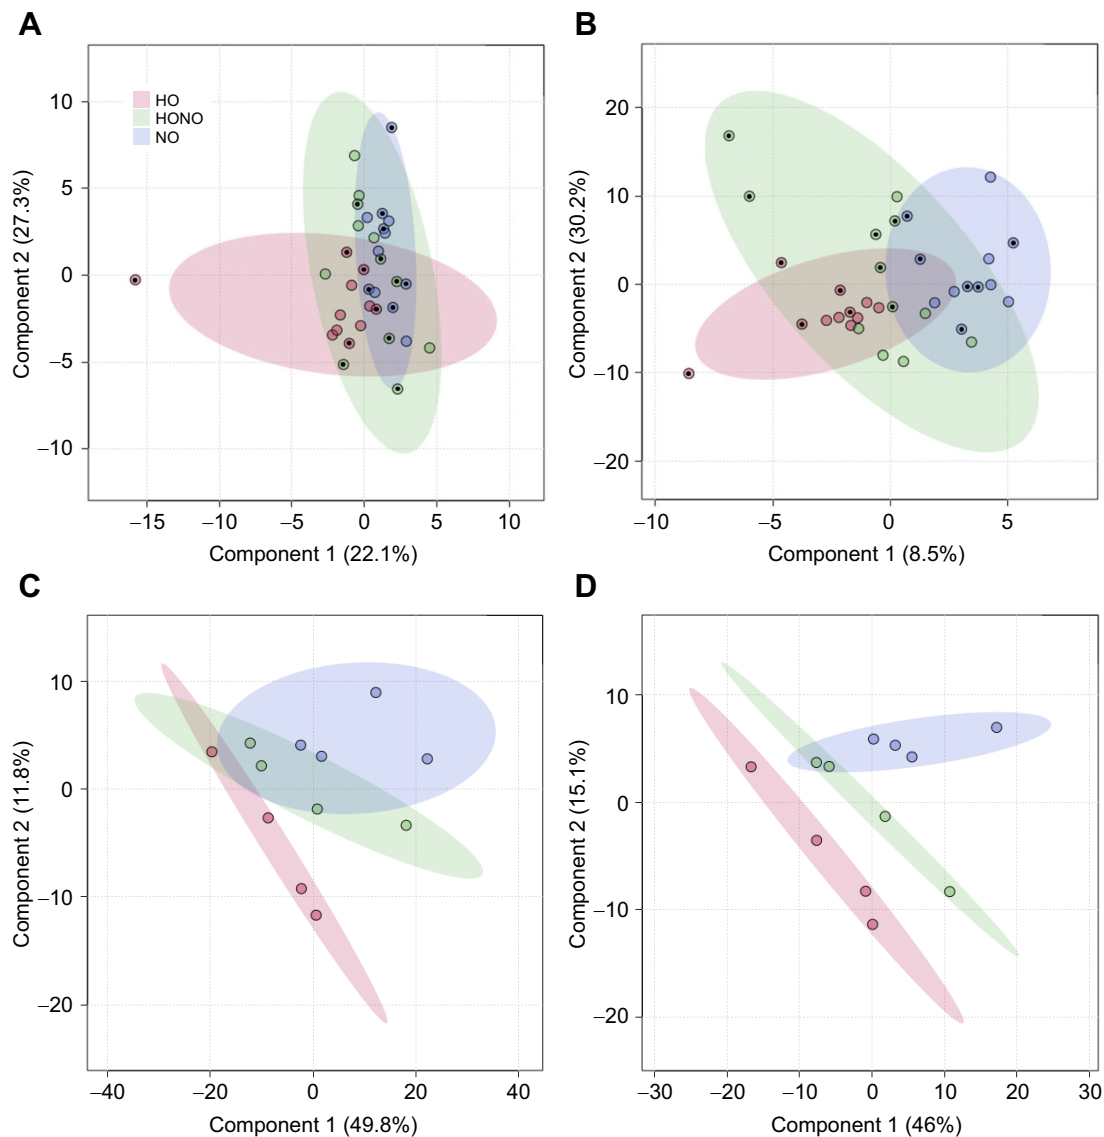 A
10
5
0
−5
−10
−15
−10
−5
0
5
10
Component 2 (27.3%)
Component 1 (22.1%)
HO
HONO
NO
B
20
10
0
−10
−20
−10
−5
0
5
Component 2 (30.2%)
Component 1 (8.5%)
C
10
0
−10
−20
−40
−20
0
20
40
Component 2 (11.8%)
Component 1 (49.8%)
D
10
0
−10
−20
−30
−20
−10
0
10
20
30
Component 2 (15.1%)
Component 1 (46%)